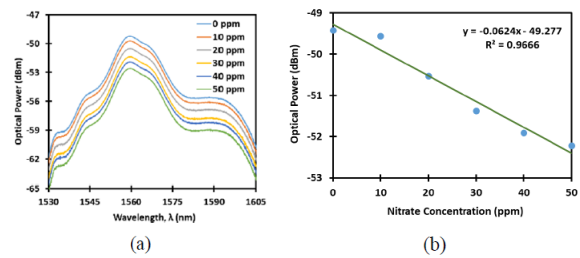 (a)
-47
-50
-53
-56
-59
-62
-65
Optical Power (dBm)
0 ppm
10 ppm
20 ppm
30 ppm
40 ppm
50 ppm
1530 1545 1560 1575 1590 1605
Wavelength, λ (nm)
(a)
(b)
-49
-50
-51
-52
-53
Optical Power (dBm)
y = -0.0624x - 49.277
R² = 0.9666
0 10 20 30 40 50
Nitrate Concentration (ppm)
(b)